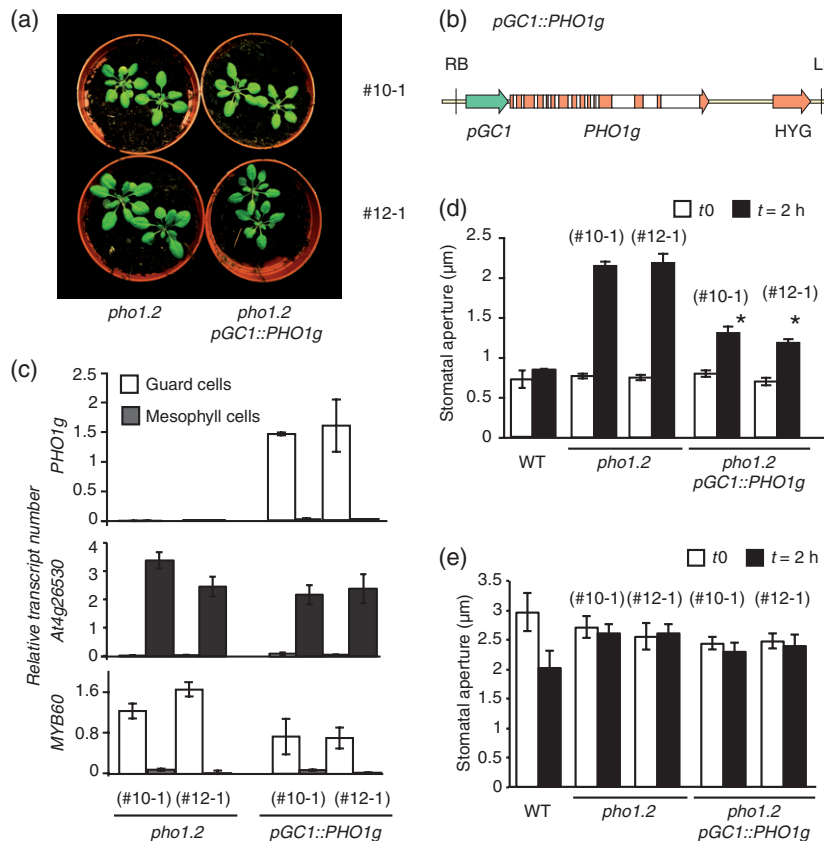 (a)
#10-1
#12-1
pho1.2
pho1.2
pGC1::PHO1g
(b)
pGC1::PHO1g
RB
L
pGC1
PHO1g
HYG
(c)
Guard cells
Mesophyll cells
Relative transcript number
PHO1g
2.5
2
1.5
1
0.5
0
At4g26530
4
3
2
1
0
MYB60
1.6
0.8
0
(#10-1) (#12-1) (#10-1) (#12-1)
pho1.2 pGC1::PHO1g
(d)
t0 t = 2 h
Stomatal aperture (µm)
2.5
2
1.5
1
0.5
0
(#10-1) (#12-1)
(#10-1) (#12-1)
* *
WT pho1.2 pho1.2
pGC1::PHO1g
(e)
t0 t = 2 h
Stomatal aperture (µm)
3.5
3
2.5
2
1.5
1
0.5
0
(#10-1) (#12-1) (#10-1) (#12-1)
WT pho1.2 pho1.2
pGC1::PHO1g